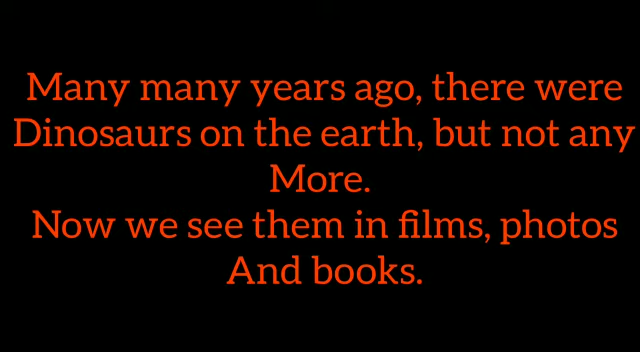 Many many years ago, there were
Dinosaurs on the earth, but not any
More.
Now we see them in films, photos
And books.